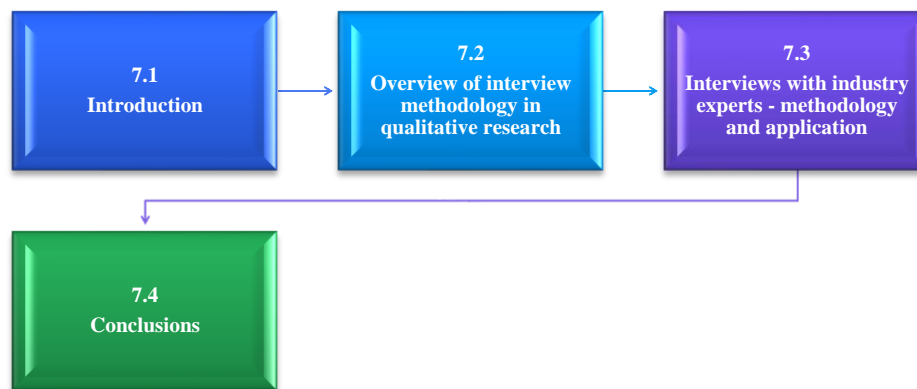 7.1
Introduction
7.2
Overview of interview
methodology in
qualitative research
7.3
Interviews with industry
experts - methodology
and application
7.4
Conclusions